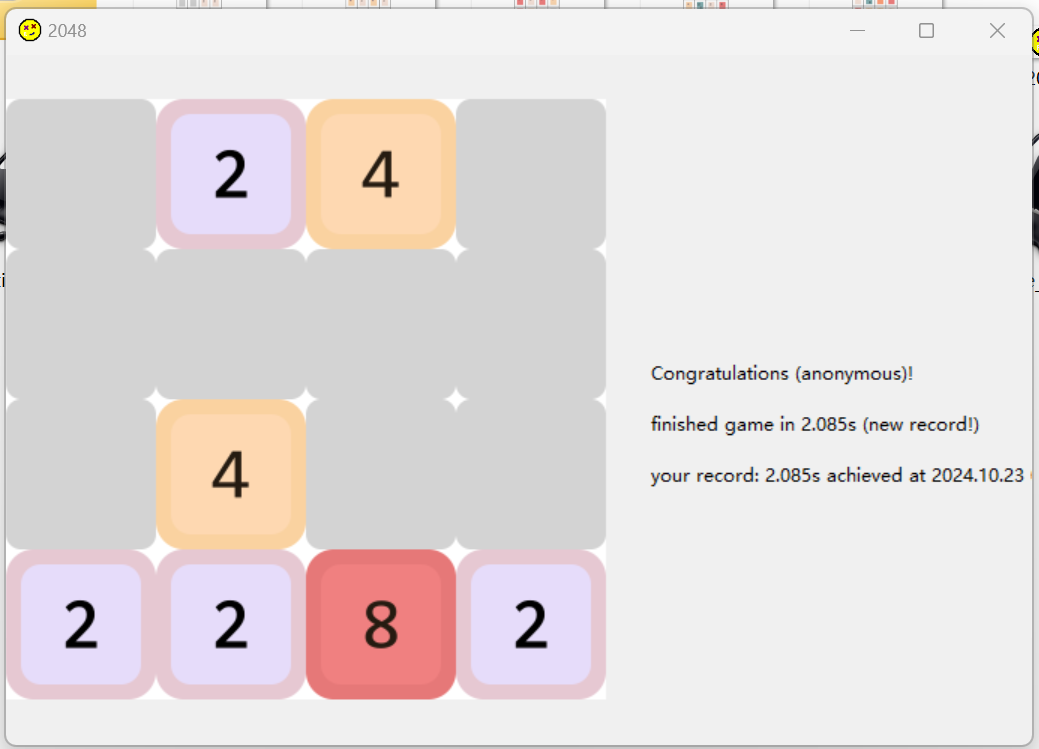 2048
2 4
4
2 2 8 2
Congratulations (anonymous)!
finished game in 2.085s (new record!)
your record: 2.085s achieved at 2024.10.23